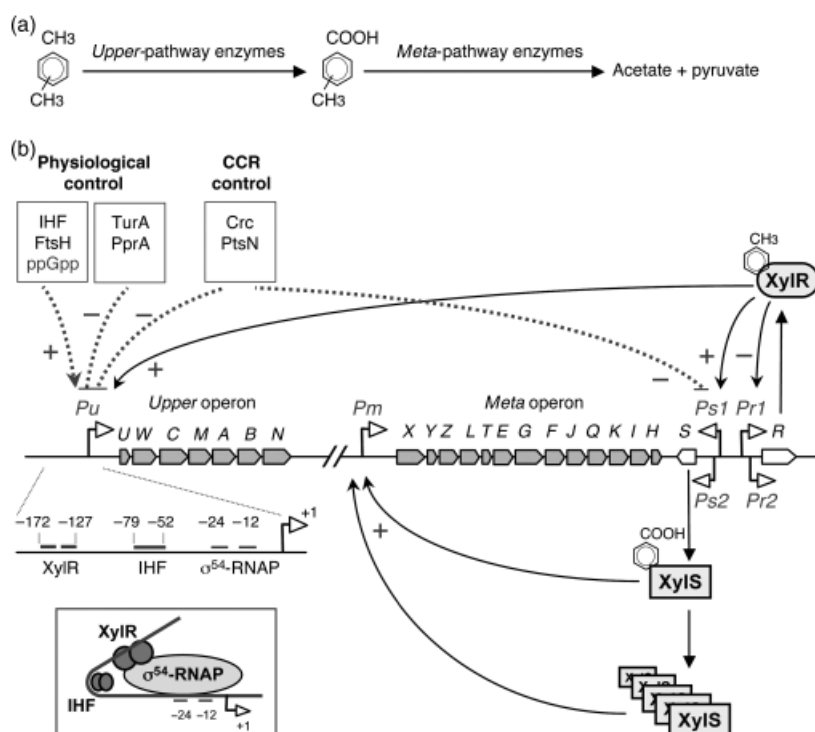 (a)
CH3
COOH
Upper-pathway enzymes
Meta-pathway enzymes
Acetate + pyruvate
CH3
CH3
(b)
Physiological control
CCR control
IHF
FtsH
ppGpp
TurA
PprA
Crc
PtsN
CH3
XylR
+
–
–
+
–
+
–
Pu
Upper operon
Pm
Meta operon
Ps1
Pr1
U W C M A B N
X Y Z L T E G F J Q K I H S R
Ps2
Pr2
–172 –127 –79 –52 –24 –12 +1
XylR
IHF
σ54-RNAP
+
COOH
XylS
XylR
σ54-RNAP
IHF
–24 –12
+1
XylS
XylS